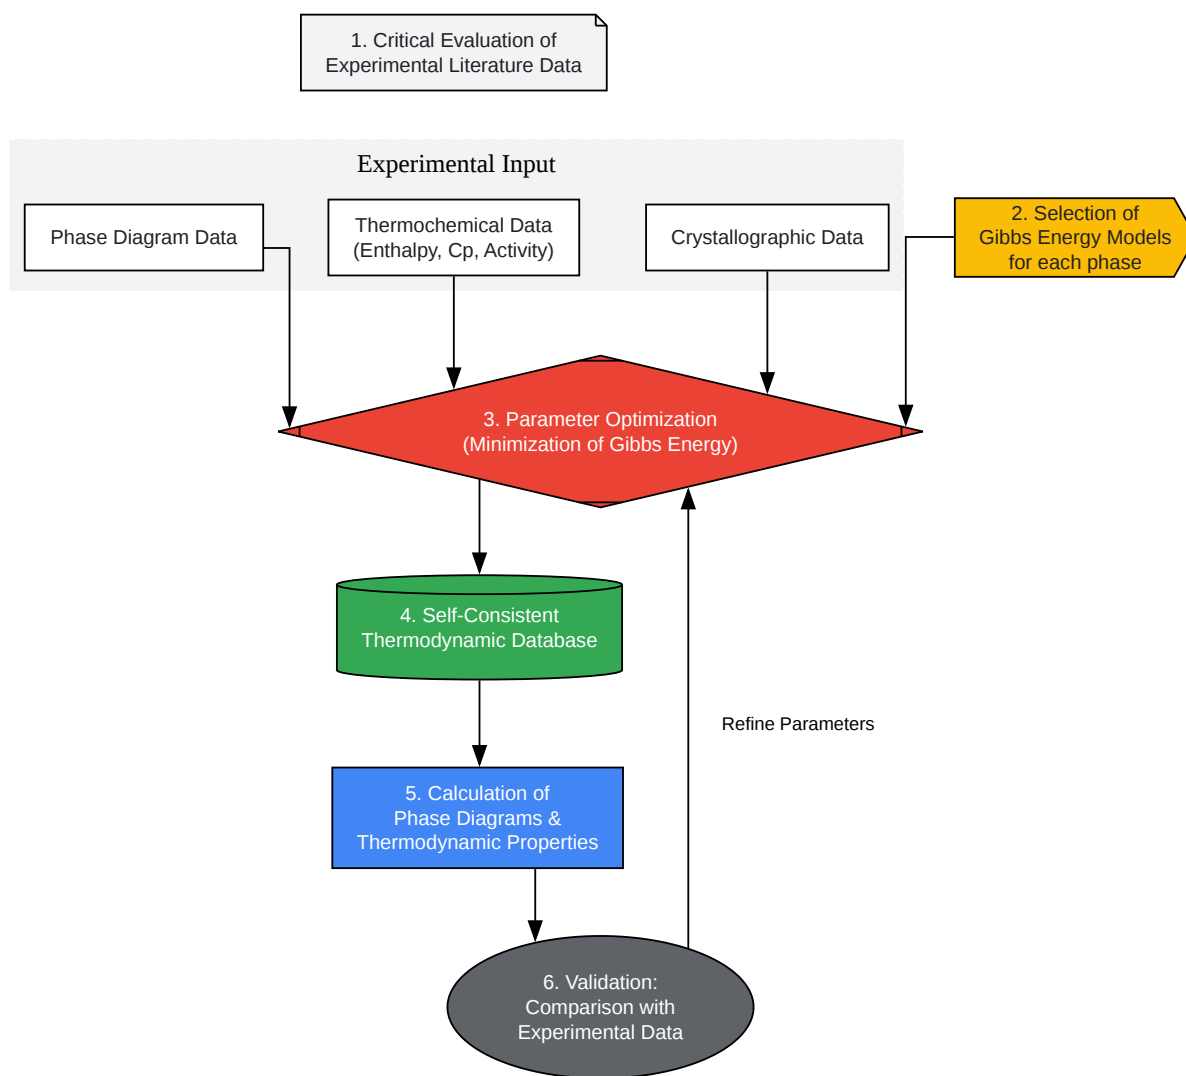 1. Critical Evaluation of
Experimental Literature Data
Experimental Input
Phase Diagram Data
Thermochemical Data
(Enthalpy, Cp, Activity)
Crystallographic Data
2. Selection of
Gibbs Energy Models
for each phase
3. Parameter Optimization
(Minimization of Gibbs Energy)
4. Self-Consistent
Thermodynamic Database
Refine Parameters
5. Calculation of
Phase Diagrams &
Thermodynamic Properties
6. Validation:
Comparison with
Experimental Data